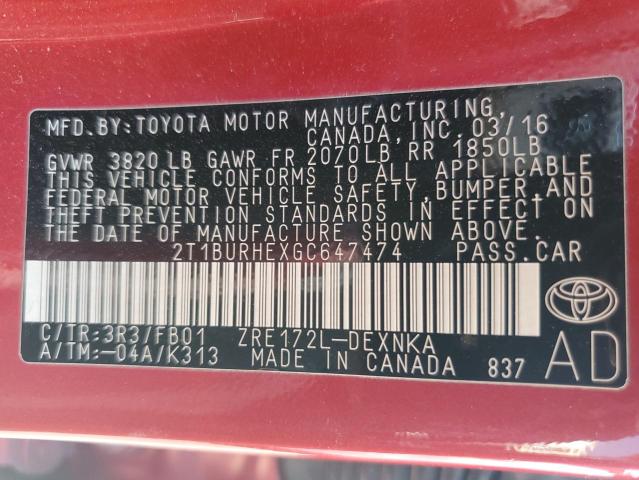 MFD. BY: TOYOTA MOTOR MANUFACTURING,
CANADA, INC. 03/16
GVWR 3820 LB GAWR FR 2070LB RR 1850LB
THIS VEHICLE CONFORMS TO ALL APPLICABLE
FEDERAL MOTOR VEHICLE SAFETY, BUMPER, AND
THEFT PREVENTION STANDARDS IN EFFECT ON
THE DATE OF MANUFACTURE SHOWN ABOVE.
2T1BURHEXGC647474 PASS. CAR
C/TR: 3R3/FB01 ZRE172L-DEXNKA
A/TM: -04A/K313 MADE IN CANADA 837
AD